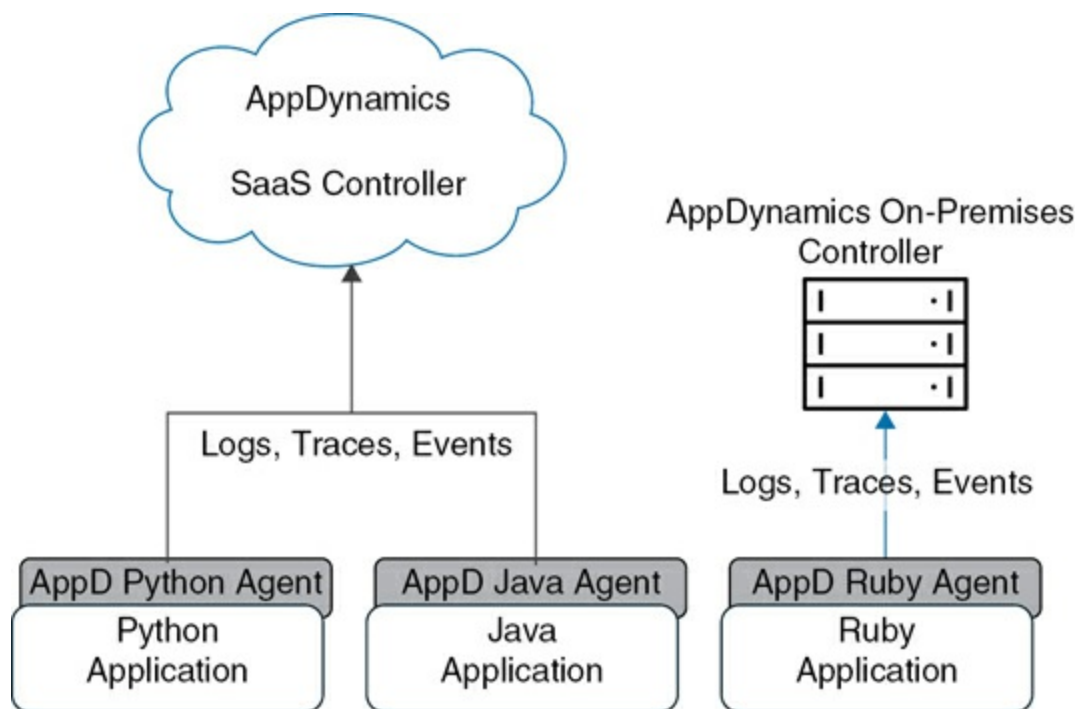 AppDynamics
SaaS Controller
AppDynamics On-Premises
Controller
Logs, Traces, Events
Logs, Traces, Events
AppD Python Agent
Python
Application
AppD Java Agent
Java
Application
AppD Ruby Agent
Ruby
Application